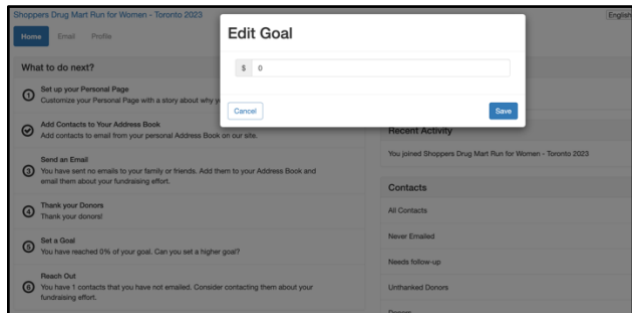 Shoppers Drug Mart Run for Women - Toronto 2023
English
Home Email Profile
Edit Goal
$ 0
Cancel Save
What to do next?
1 Set up your Personal Page
Customize your Personal Page with a story about why
Add Contacts to Your Address Book
Add contacts to email from your personal Address Book on our site.
Send an Email
3 You have sent no emails to your family or friends. Add them to your Address Book and
email them about your fundraising effort.
4 Thank your Donors
Thank your donors!
5 Set a Goal
You have reached 0% of your goal. Can you set a higher goal?
6 Reach Out
You have 1 contacts that you have not emailed. Consider contacting them about your
fundraising effort.
Recent Activity
You joined Shoppers Drug Mart Run for Women - Toronto 2023
Contacts
All Contacts
Never Emailed
Needs follow-up
Unthanked Donors
Donors